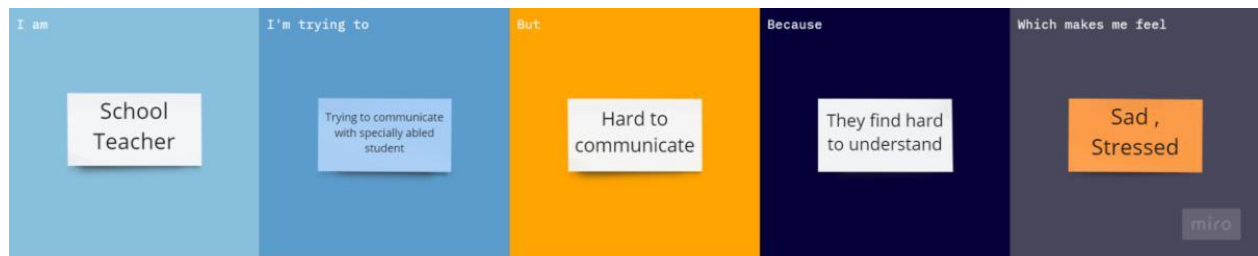 I am
School
Teacher
I'm trying to
Trying to communicate
with specially abled
student
But
Hard to
communicate
Because
They find hard
to understand
Which makes me feel
Sad ,
Stressed
miro